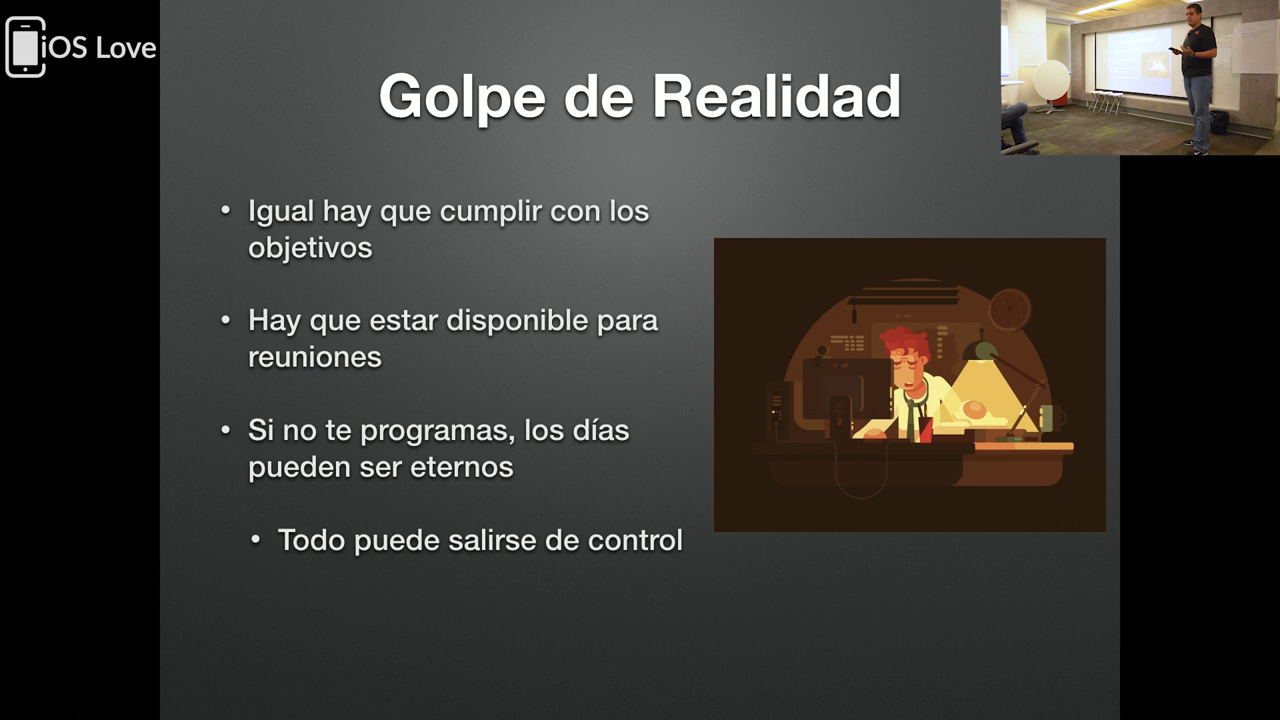 iOS Love
Golpe de Realidad
• Igual hay que cumplir con los
objetivos
• Hay que estar disponible para
reuniones
• Si no te programas, los días
pueden ser eternos
• Todo puede salirse de control